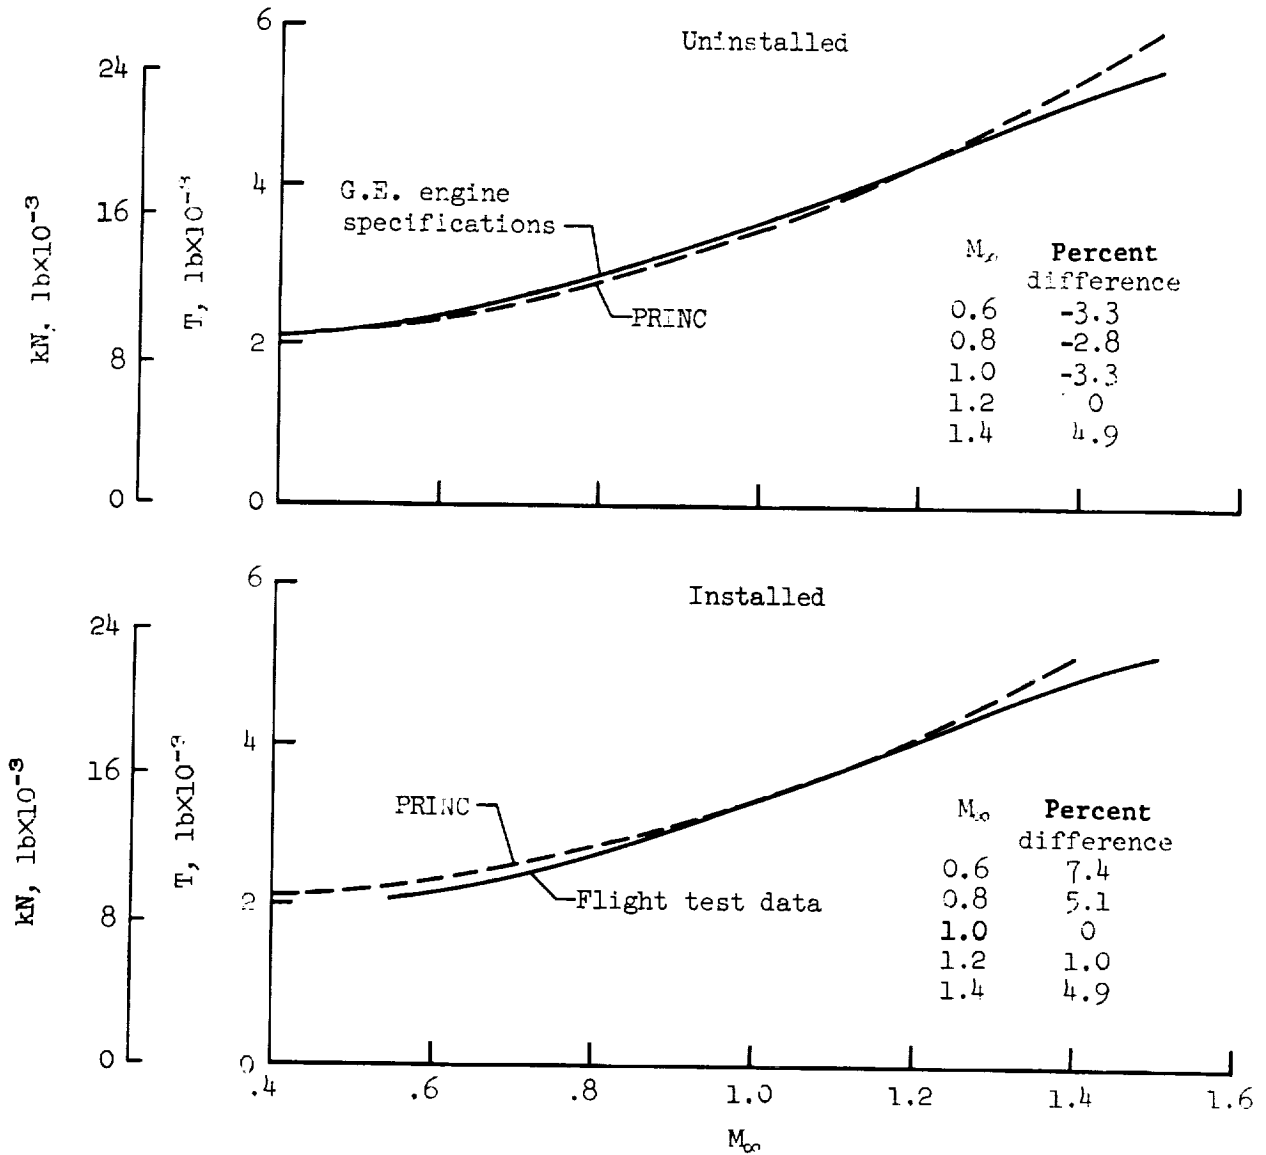 Uninstalled
6
4
2
0
T, lb×10⁻³
24
16
8
0
kN, lb×10⁻³
G.E. engine
specifications
PRINC
M∞ Percent
difference
0.6 -3.3
0.8 -2.8
1.0 -3.3
1.2 0
1.4 4.9
Installed
6
4
2
0
T, lb×10⁻³
24
16
8
0
kN, lb×10⁻³
PRINC
Flight test data
M∞ Percent
difference
0.6 7.4
0.8 5.1
1.0 0
1.2 1.0
1.4 4.9
.4 .6 .8 1.0 1.2 1.4 1.6
M∞